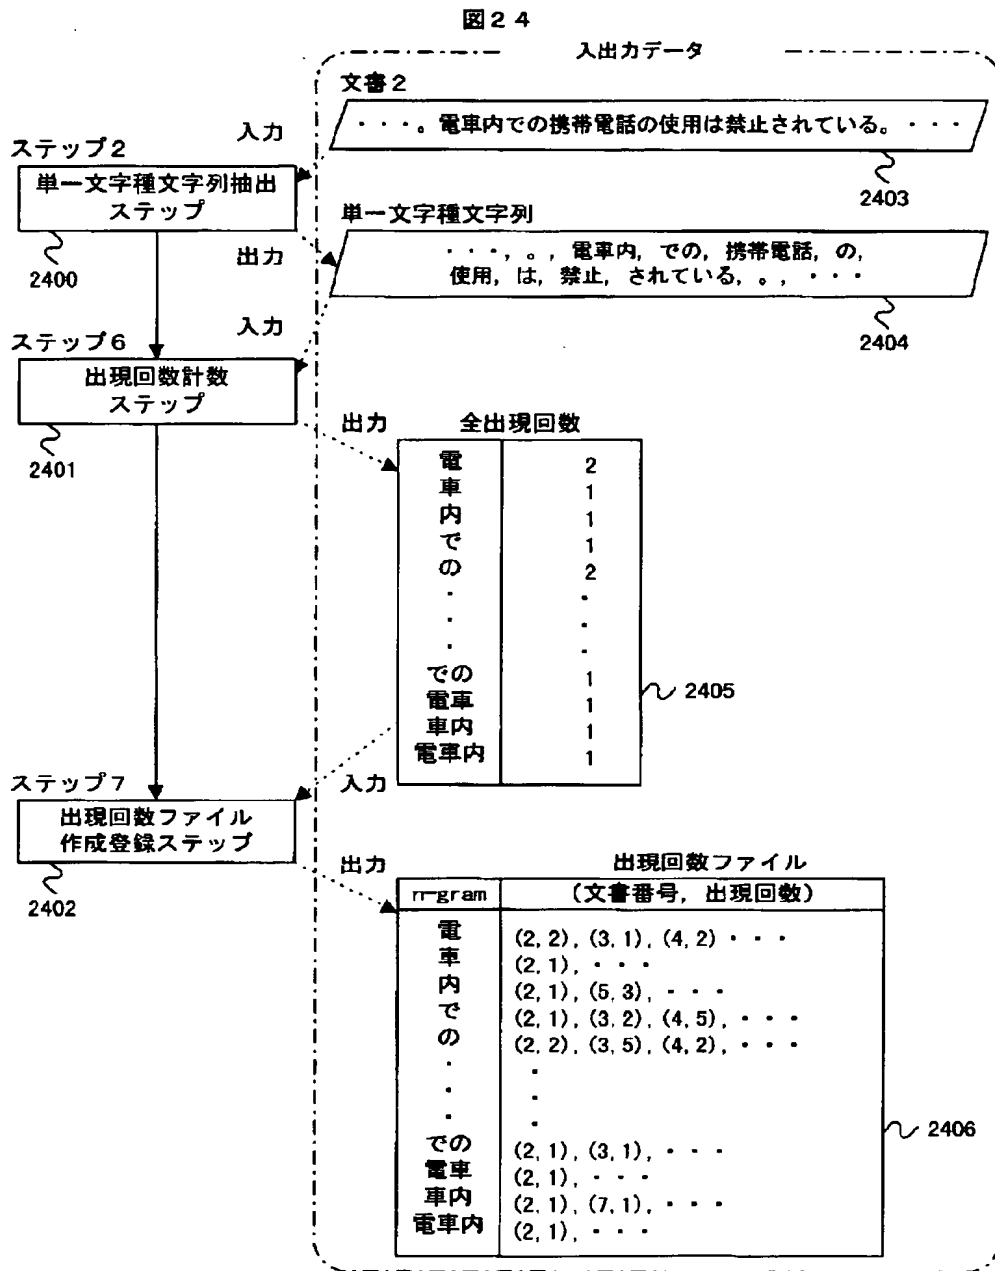 図24
入出力データ
文書2
・・・。電車内での携帯電話の使用は禁止されている。・・・
2403
入力
ステップ2
単一文字種文字列抽出
ステップ
2400
出力
単一文字種文字列
・・・, 。, 電車内, での, 携帯電話, の,
使用, は, 禁止, されている, 。, ・・・
2404
入力
ステップ6
出現回数計数
ステップ
2401
出力
全出現回数
電 2
車 1
内 1
で 1
の 2
・ ・
・ ・
・ ・
での 1
電車 1
車内 1
電車内 1
2405
入力
ステップ7
出現回数ファイル
作成登録ステップ
2402
出力
出現回数ファイル
n-gram (文書番号, 出現回数)
電 (2, 2), (3, 1), (4, 2) ・・・
車 (2, 1), ・・・
内 (2, 1), (5, 3), ・・・
で (2, 1), (3, 2), (4, 5), ・・・
の (2, 2), (3, 5), (4, 2), ・・・
・ ・
・ ・
・ ・
での (2, 1), (3, 1), ・・・
電車 (2, 1), ・・・
車内 (2, 1), (7, 1), ・・・
電車内 (2, 1), ・・・
2406